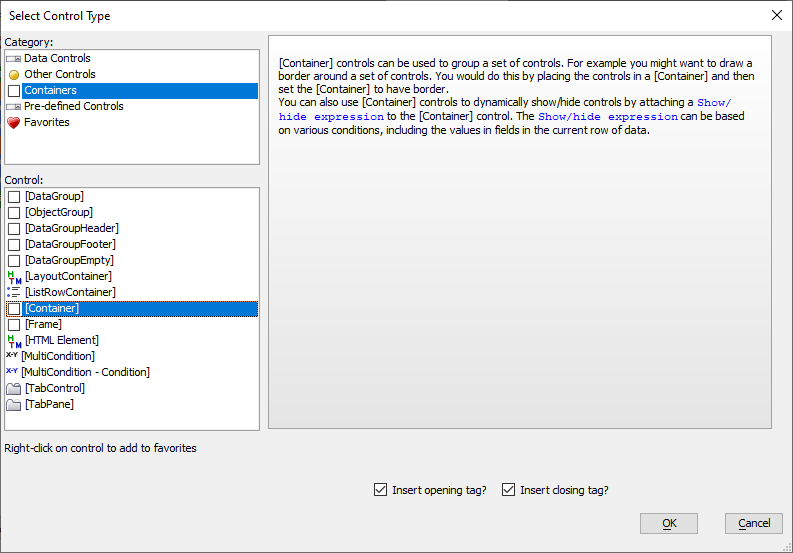 Select Control Type
Category:
Data Controls
Other Controls
Containers
Pre-defined Controls
Favorites
Control:
[DataGroup]
[ObjectGroup]
[DataGroupHeader]
[DataGroupFooter]
[DataGroupEmpty]
HTM [LayoutContainer]
[ListRowContainer]
[Container]
[Frame]
HTM [HTML Element]
X-Y [MultiCondition]
X-Y [MultiCondition - Condition]
[TabControl]
[TabPane]
Right-click on control to add to favorites
[Container] controls can be used to group a set of controls. For example you might want to draw a
border around a set of controls. You would do this by placing the controls in a [Container] and then
set the [Container] to have border.
You can also use [Container] controls to dynamically show/hide controls by attaching a Show/
hide expression to the [Container] control. The Show/hide expression can be based
on various conditions, including the values in fields in the current row of data.
Insert opening tag?
Insert closing tag?
OK
Cancel